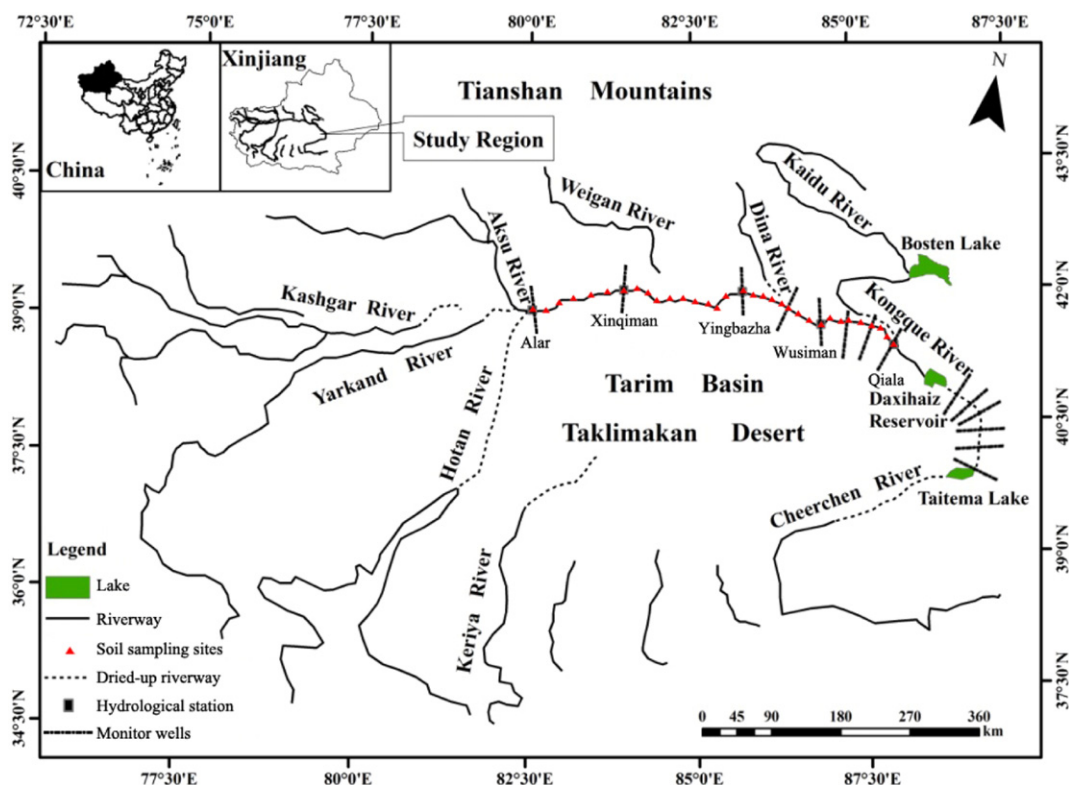 72°30'E 75°0'E 77°30'E 80°0'E 82°30'E 85°0'E 87°30'E
Xinjiang
China
Study Region
Tianshan Mountains
N
40°30'N
39°0'N
37°30'N
36°0'N
34°30'N
43°30'N
42°0'N
40°30'N
39°0'N
37°30'N
Weigan River
Aksu River
Dina River
Kaidu River
Bosten Lake
Kashgar River
Kongque River
Alar
Xinqiman
Yingbazha
Wusiman
Qiala
Yarkand River
Hotan River
Tarim Basin
Daxihaiz
Reservoir
Taklimakan Desert
Cheerchen River
Taitema Lake
Keriya River
Legend
Lake
Riverway
Soil sampling sites
Dried-up riverway
Hydrological station
Monitor wells
0 45 90 180 270 360
km
77°30'E 80°0'E 82°30'E 85°0'E 87°30'E